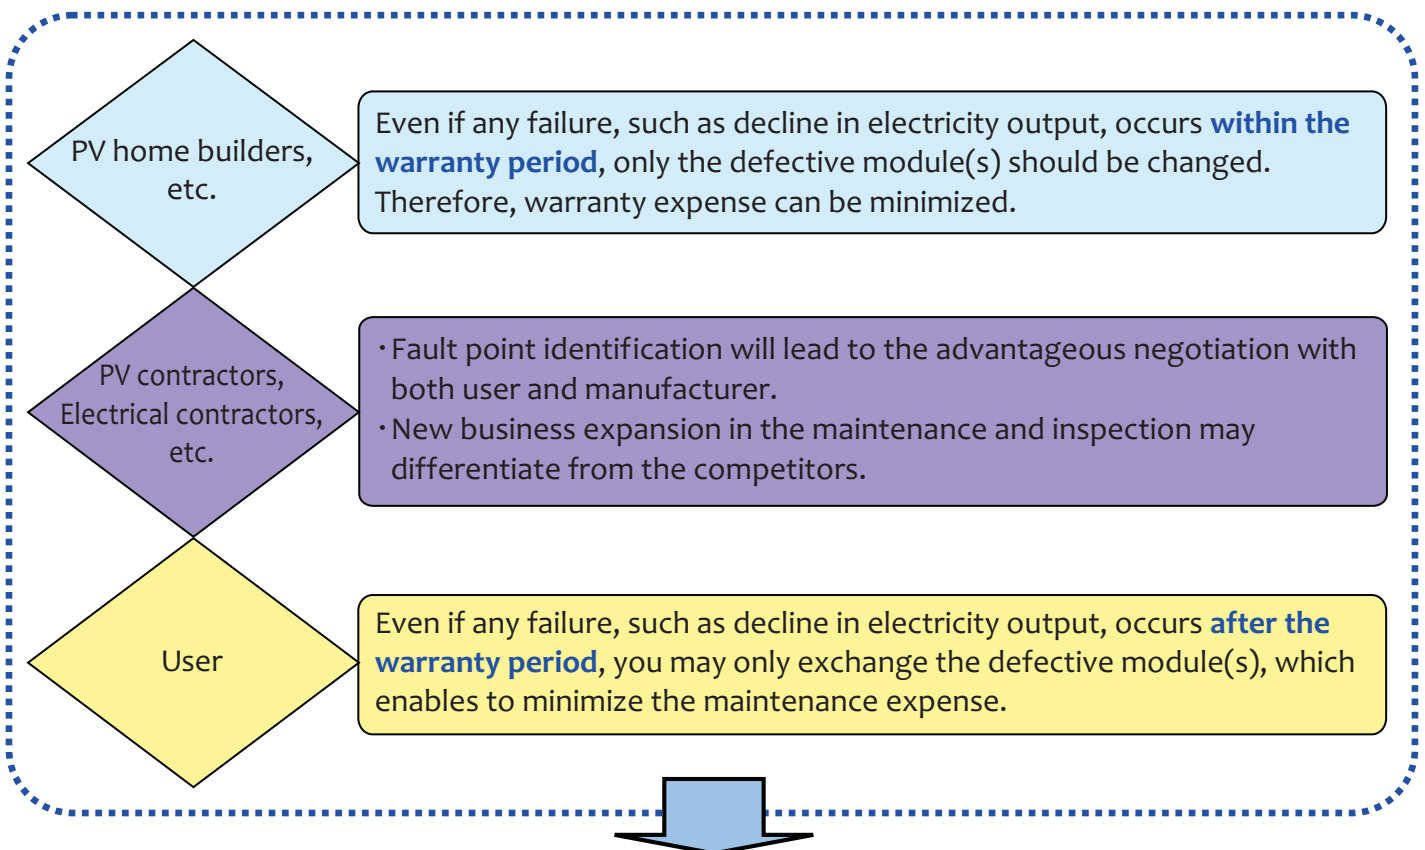 PV home builders,
etc.
Even if any failure, such as decline in electricity output, occurs within the
warranty period, only the defective module(s) should be changed.
Therefore, warranty expense can be minimized.
PV contractors,
Electrical contractors,
etc.
・Fault point identification will lead to the advantageous negotiation with
both user and manufacturer.
・New business expansion in the maintenance and inspection may
differentiate from the competitors.
User
Even if any failure, such as decline in electricity output, occurs after the
warranty period, you may only exchange the defective module(s), which
enables to minimize the maintenance expense.